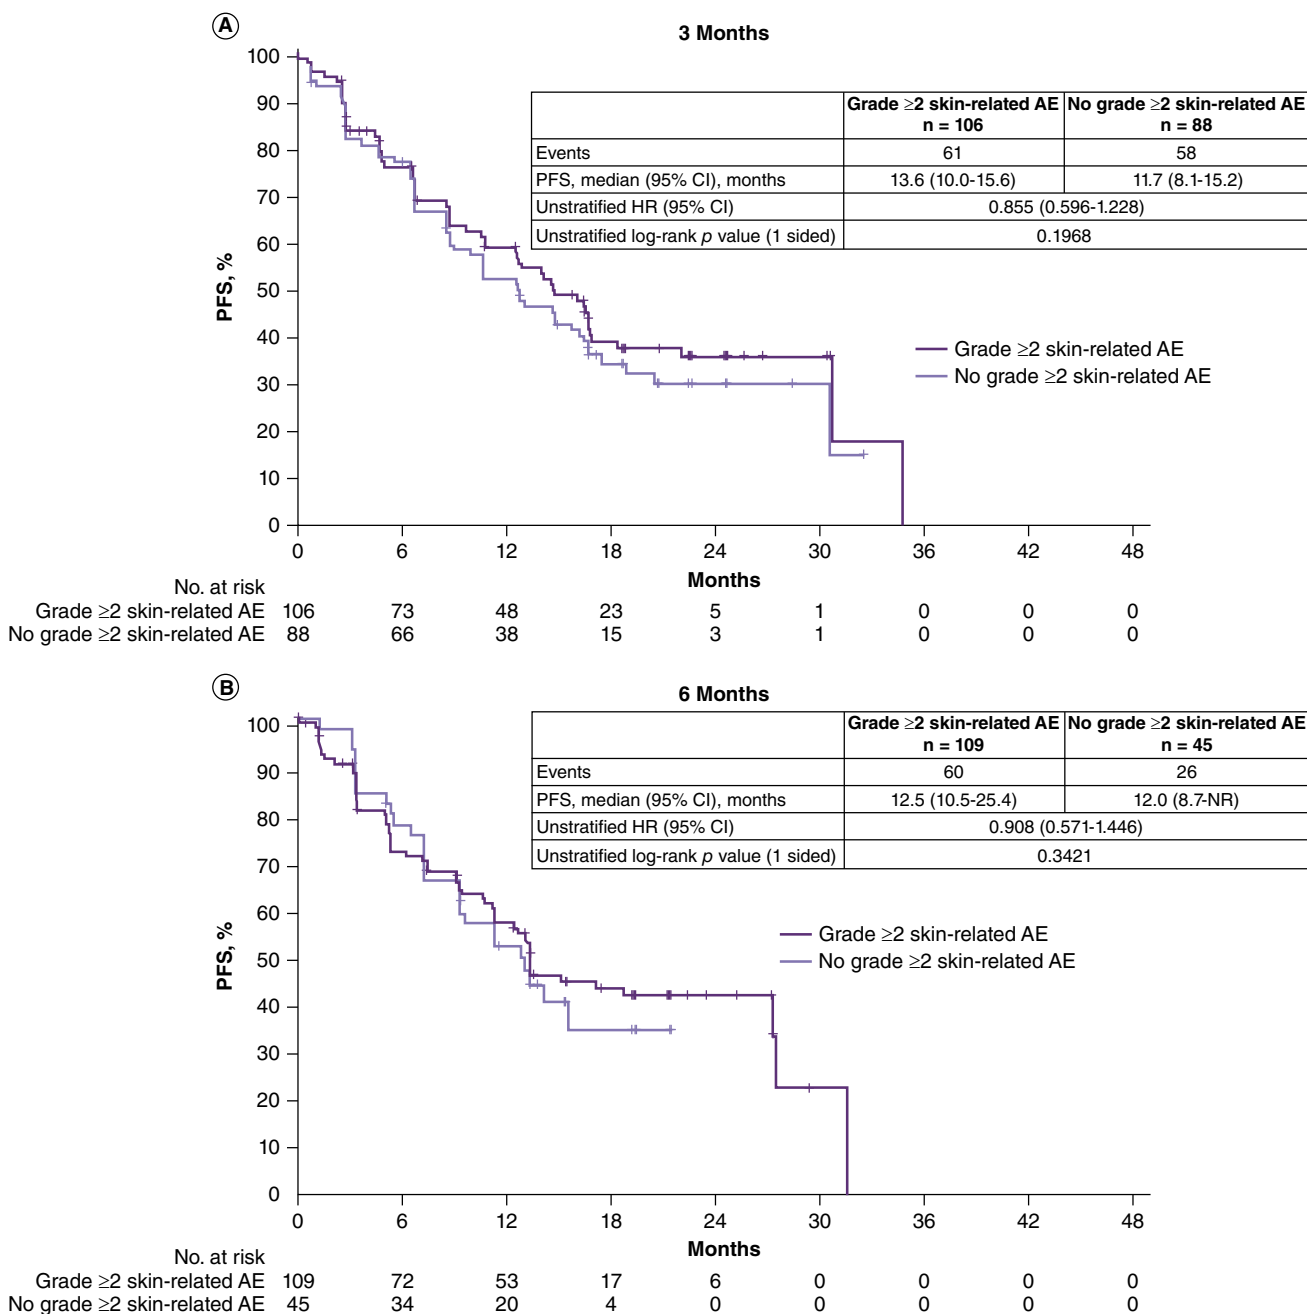 A
3 Months
100
90
80
70
60
50
40
30
20
10
0
PFS, %
Grade ≥2 skin-related AE n = 106 No grade ≥2 skin-related AE n = 88
Events 61 58
PFS, median (95% CI), months 13.6 (10.0-15.6) 11.7 (8.1-15.2)
Unstratified HR (95% CI) 0.855 (0.596-1.228)
Unstratified log-rank p value (1 sided) 0.1968
Grade ≥2 skin-related AE
No grade ≥2 skin-related AE
0 6 12 18 24 30 36 42 48
Months
No. at risk
Grade ≥2 skin-related AE 106 73 48 23 5 1 0 0 0
No grade ≥2 skin-related AE 88 66 38 15 3 1 0 0 0
B
6 Months
100
90
80
70
60
50
40
30
20
10
0
PFS, %
Grade ≥2 skin-related AE n = 109 No grade ≥2 skin-related AE n = 45
Events 60 26
PFS, median (95% CI), months 12.5 (10.5-25.4) 12.0 (8.7-NR)
Unstratified HR (95% CI) 0.908 (0.571-1.446)
Unstratified log-rank p value (1 sided) 0.3421
Grade ≥2 skin-related AE
No grade ≥2 skin-related AE
0 6 12 18 24 30 36 42 48
Months
No. at risk
Grade ≥2 skin-related AE 109 72 53 17 6 0 0 0 0
No grade ≥2 skin-related AE 45 34 20 4 0 0 0 0 0